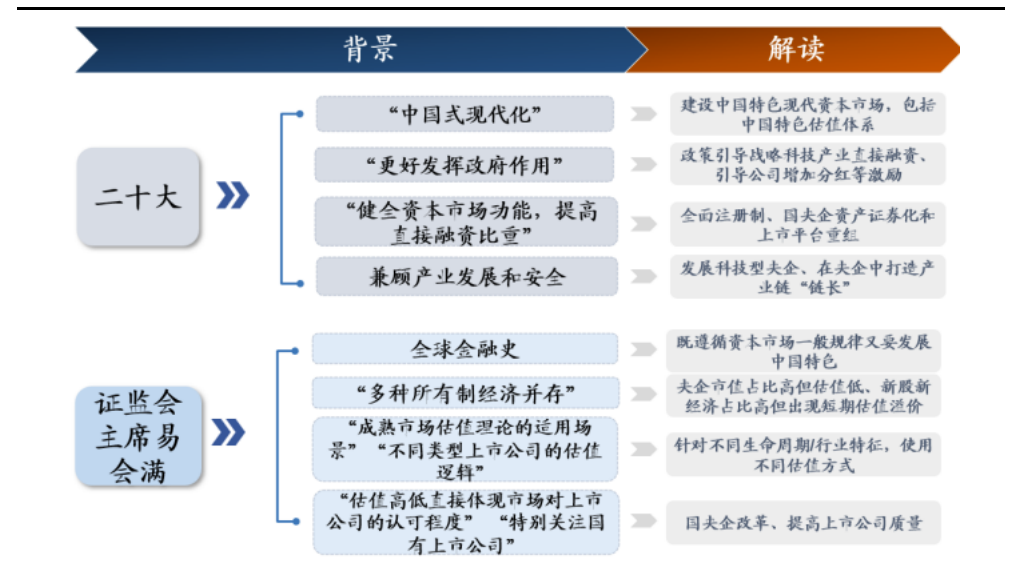 背景
解读
二十大
“中国式现代化”
建设中国特色现代资本市场，包括
中国特色估值体系
“更好发挥政府作用”
政策引导战略科技产业直接融资、
引导公司增加分红等激励
“健全资本市场功能，提高
直接融资比重”
全面注册制、国央企资产证券化和
上市平台重组
兼顾产业发展和安全
发展科技型央企、在央企中打造产
业链“链长”
证监会
主席易
会满
全球金融史
既遵循资本市场一般规律又要发展
中国特色
“多种所有制经济并存”
央企市值占比高但估值低、新股新
经济占比高但出现短期估值溢价
“成熟市场估值理论的适用场
景” “不同类型上市公司的估值
逻辑”
针对不同生命周期/行业特征，使用
不同估值方式
“估值高低直接体现市场对上市
公司的认可程度” “特别关注国
有上市公司”
国央企改革、提高上市公司质量